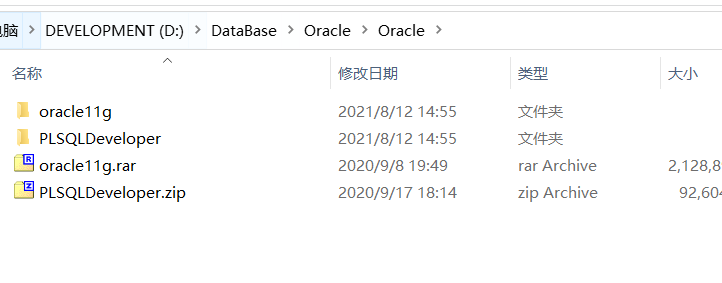 电脑 DEVELOPMENT (D:) DataBase Oracle Oracle
名称 修改日期 类型 大小
oracle11g 2021/8/12 14:55 文件夹
PLSQLDeveloper 2021/8/12 14:55 文件夹
oracle11g.rar 2020/9/8 19:49 rar Archive 2,128,8
PLSQLDeveloper.zip 2020/9/17 18:14 zip Archive 92,604